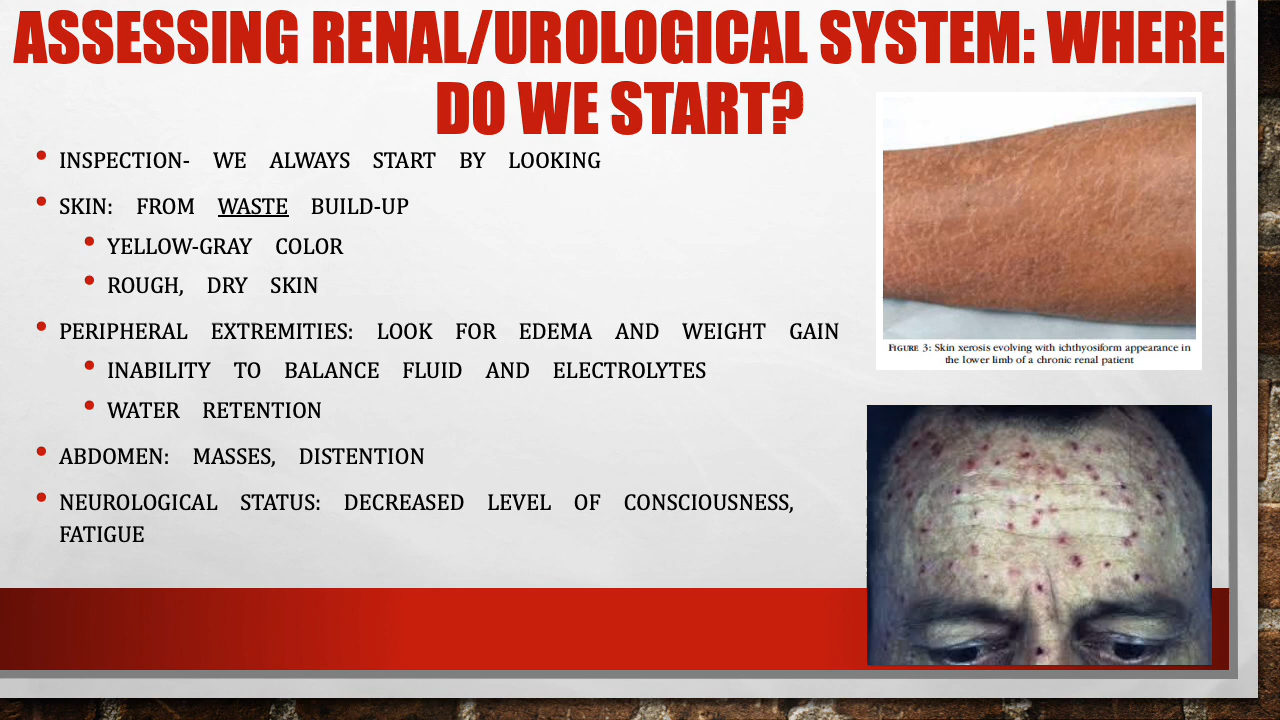 ASSESSING RENAL/UROLOGICAL SYSTEM: WHERE
DO WE START?
• INSPECTION- WE ALWAYS START BY LOOKING
• SKIN: FROM WASTE BUILD-UP
• YELLOW-GRAY COLOR
• ROUGH, DRY SKIN
• PERIPHERAL EXTREMITIES: LOOK FOR EDEMA AND WEIGHT GAIN
• INABILITY TO BALANCE FLUID AND ELECTROLYTES
• WATER RETENTION
• ABDOMEN: MASSES, DISTENTION
• NEUROLOGICAL STATUS: DECREASED LEVEL OF CONSCIOUSNESS,
FATIGUE
FIGURE 3: Skin xerosis evolving with ichthyosiform appearance in
the lower limb of a chronic renal patient